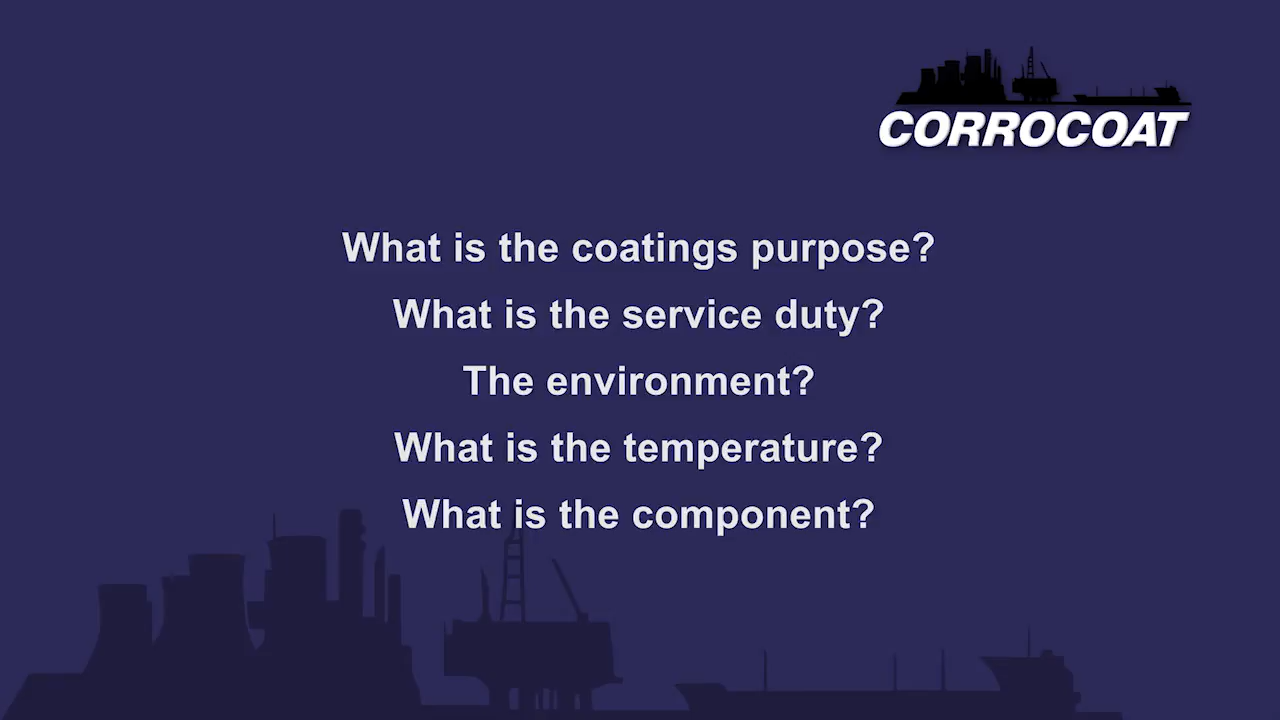 CORROCOAT
What is the coatings purpose?
What is the service duty?
The environment?
What is the temperature?
What is the component?